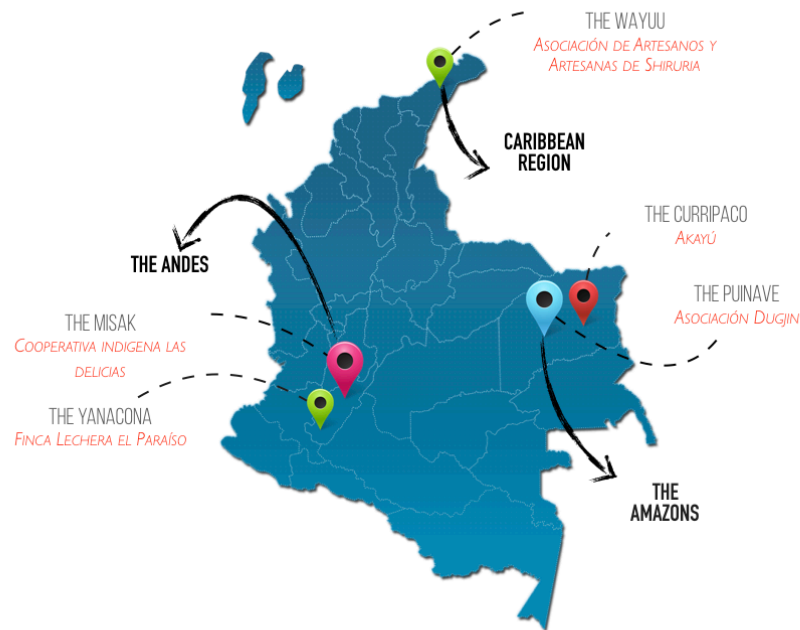 THE WAYUU
ASOCIACIÓN DE ARTESANOS Y
ARTESANAS DE SHIRURIA
CARIBBEAN
REGION
THE CURRIPACO
AKAYÚ
THE ANDES
THE PUINAVE
ASOCIACIÓN DUGJIN
THE MISAK
COOPERATIVA INDIGENA LAS
DELICIAS
THE YANACONA
FINCA LECHERA EL PARAÍSO
THE
AMAZONS